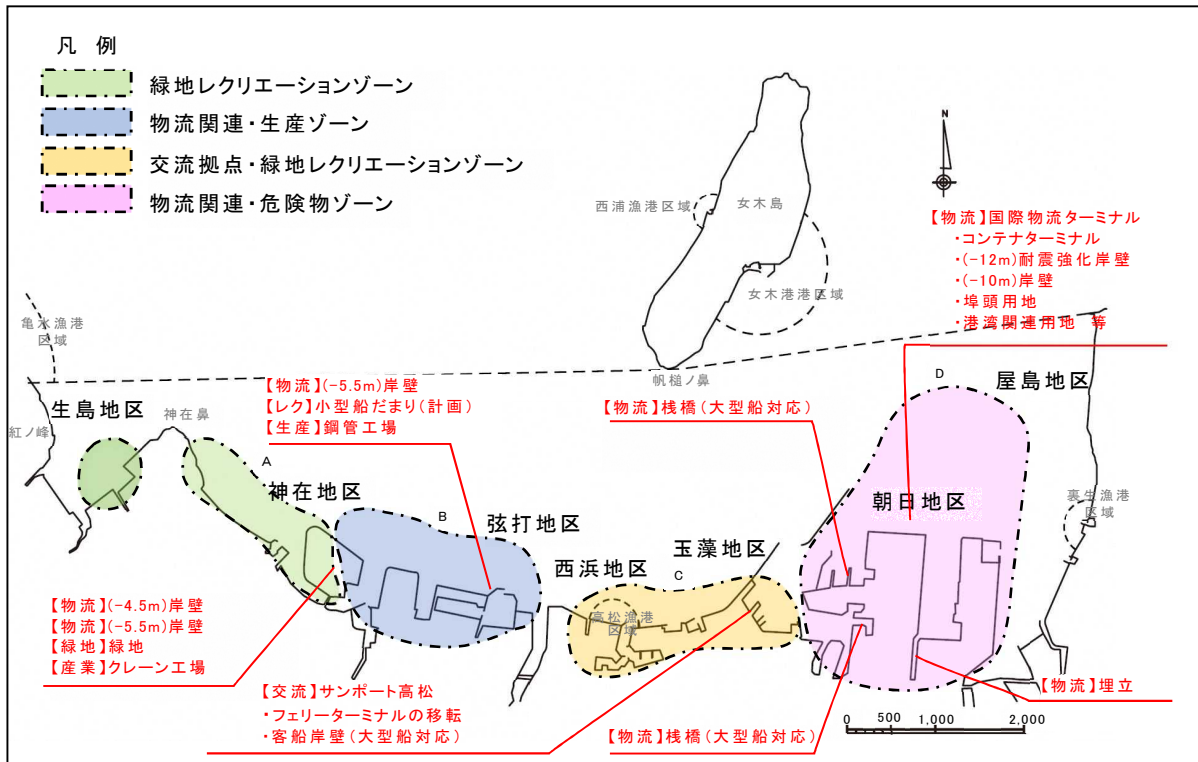 凡 例
緑地レクリエーションゾーン
物流関連・生産ゾーン
交流拠点・緑地レクリエーションゾーン
物流関連・危険物ゾーン
N
西浦漁港区域
女木島
女木港港区域
帆槌ノ鼻
【物流】国際物流ターミナル
・コンテナターミナル
・(-12m)耐震強化岸壁
・(-10m)岸壁
・埠頭用地
・港湾関連用地 等
亀水漁港
区域
生島地区
神在鼻
紅ノ峰
A
神在地区
【物流】(-5.5m)岸壁
【レク】小型船だまり(計画)
【生産】鋼管工場
B
弦打地区
西浜地区
玉藻地区
C
高松漁港
区域
【物流】桟橋(大型船対応)
D
屋島地区
朝日地区
裏生漁港
区域
【物流】(-4.5m)岸壁
【物流】(-5.5m)岸壁
【緑地】緑地
【産業】クレーン工場
【交流】サンポート高松
・フェリーターミナルの移転
・客船岸壁(大型船対応)
【物流】桟橋(大型船対応)
【物流】埋立
0 500 1,000 2,000